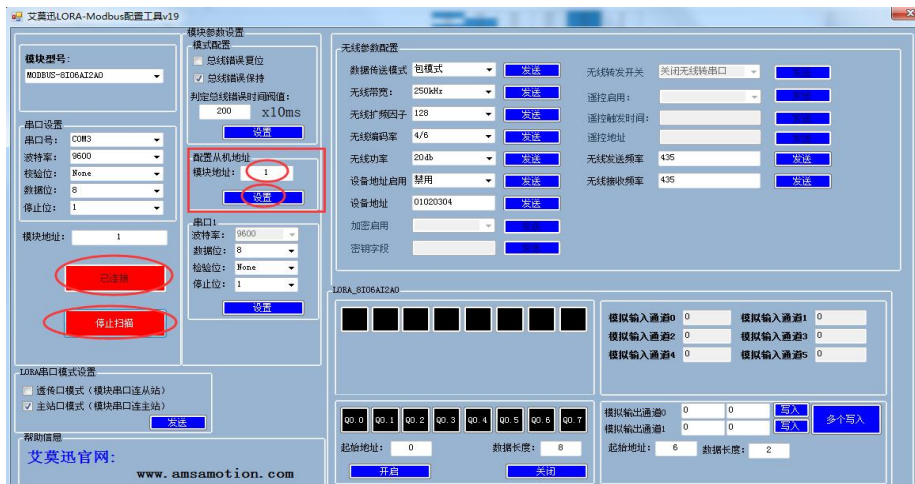 艾莫迅LORA-Modbus配置工具v19
模块型号:
MODBUS-8IO6AI2AO
串口设置
串口号: COM3
波特率: 9600
校验位: None
数据位: 8
停止位: 1
模块地址: 1
已连接
停止扫描
LORA串口模式设置
透传口模式（模块串口连从站）
主站口模式（模块串口连主站）
发送
帮助信息
艾莫迅官网:
www.amsamotion.com
模块参数设置
模式配置
总线错误复位
总线错误保持
判定总线错误时间阀值:
200 x10ms
设置
配置从机地址
模块地址: 1
设置
串口1
波特率: 9600
数据位: 8
检验位: None
停止位: 1
设置
无线参数配置
数据传送模式 包模式 发送
无线带宽: 250kHz 发送
无线扩频因子 128 发送
无线编码率 4/6 发送
无线功率 20db 发送
设备地址启用 禁用 发送
设备地址 01020304 发送
加密启用 发送
密钥字段 发送
无线转发开关 关闭无线转串口
遥控启用:
遥控触发时间:
遥控地址
无线发送频率 435 发送
无线接收频率 435 发送
LORA_8IO6AI2AO
模拟输入通道0 0 模拟输入通道1 0
模拟输入通道2 0 模拟输入通道3 0
模拟输入通道4 0 模拟输入通道5 0
Q0.0 Q0.1 Q0.2 Q0.3 Q0.4 Q0.5 Q0.6 Q0.7
起始地址: 0 数据长度: 8
开启 关闭
模拟输出通道0 0 0 写入
模拟输出通道1 0 0 写入
多个写入
起始地址: 6 数据长度: 2